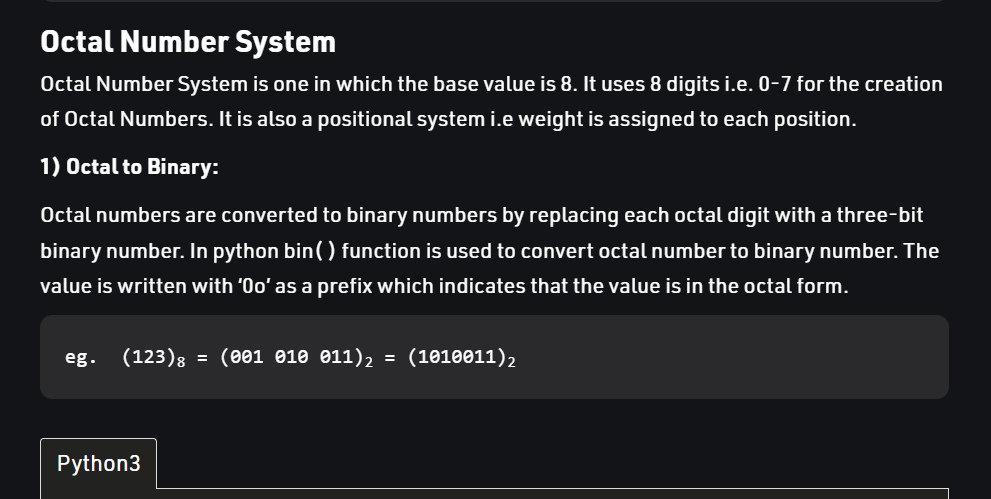 Octal Number System
Octal Number System is one in which the base value is 8. It uses 8 digits i.e. 0-7 for the creation
of Octal Numbers. It is also a positional system i.e weight is assigned to each position.
1) Octal to Binary:
Octal numbers are converted to binary numbers by replacing each octal digit with a three-bit
binary number. In python bin( ) function is used to convert octal number to binary number. The
value is written with ‘0o’ as a prefix which indicates that the value is in the octal form.
eg. (123)₈ = (001 010 011)₂ = (1010011)₂
Python3